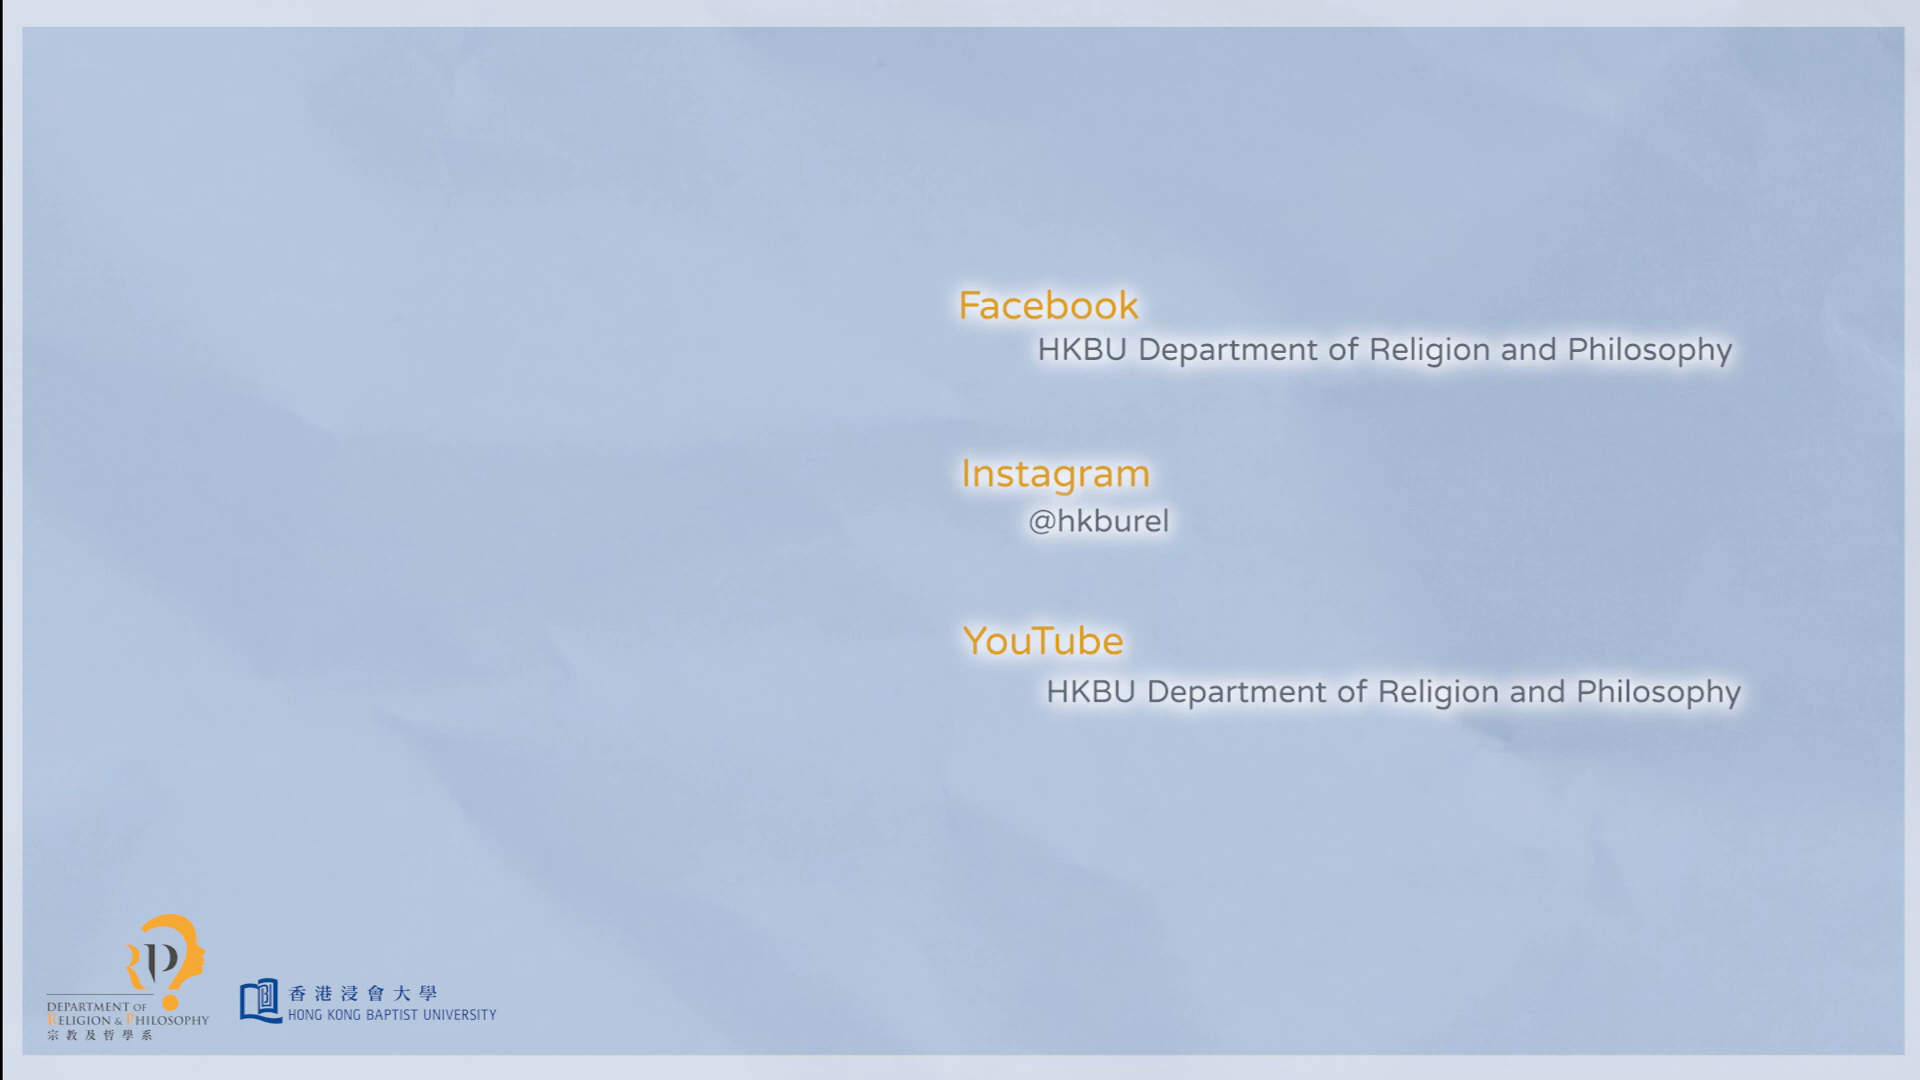 Facebook
HKBU Department of Religion and Philosophy
Instagram
@hkburel
YouTube
HKBU Department of Religion and Philosophy
RP
DEPARTMENT OF
RELIGION & PHILOSOPHY
宗教及哲學系
香港浸會大學
HONG KONG BAPTIST UNIVERSITY